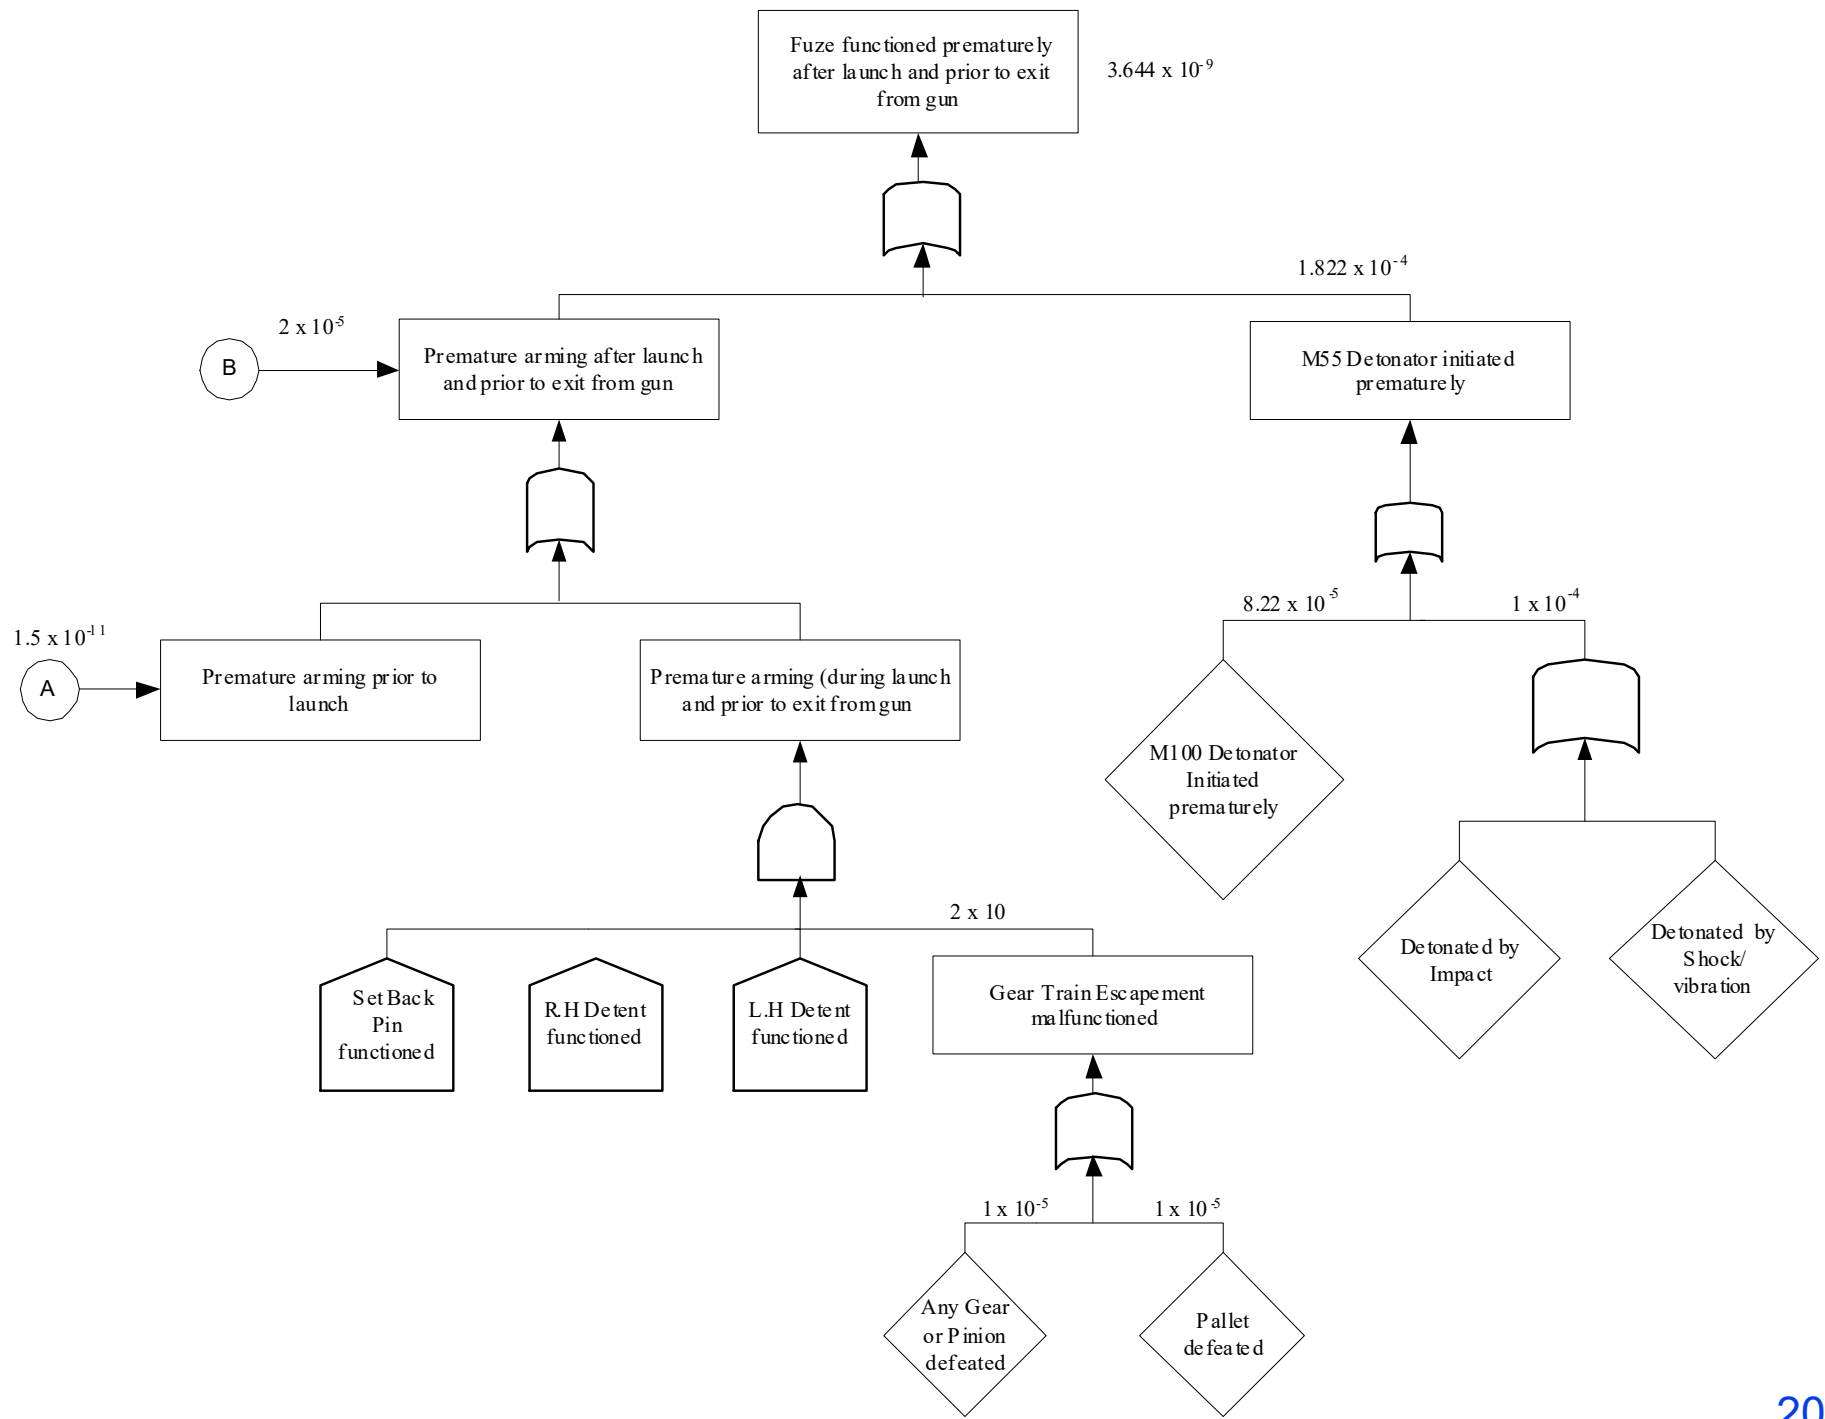 Fuze functioned prematurely
after launch and prior to exit
from gun
3.644 x 10⁻⁹
1.822 x 10⁻⁴
2 x 10⁻⁵
B
Premature arming after launch
and prior to exit from gun
M55 Detonator initiated
prematurely
1.5 x 10⁻¹¹
A
Premature arming prior to
launch
Premature arming (during launch
and prior to exit from gun
8.22 x 10⁻⁵
1 x 10⁻⁴
M100 Detonator
Initiated
prematurely
2 x 10
Set Back
Pin
functioned
R.H Detent
functioned
L.H Detent
functioned
Gear Train Escapement
malfunctioned
Detonated by
Impact
Detonated by
Shock/
vibration
1 x 10⁻⁵
1 x 10⁻⁵
Any Gear
or Pinion
defeated
Pallet
defeated
20